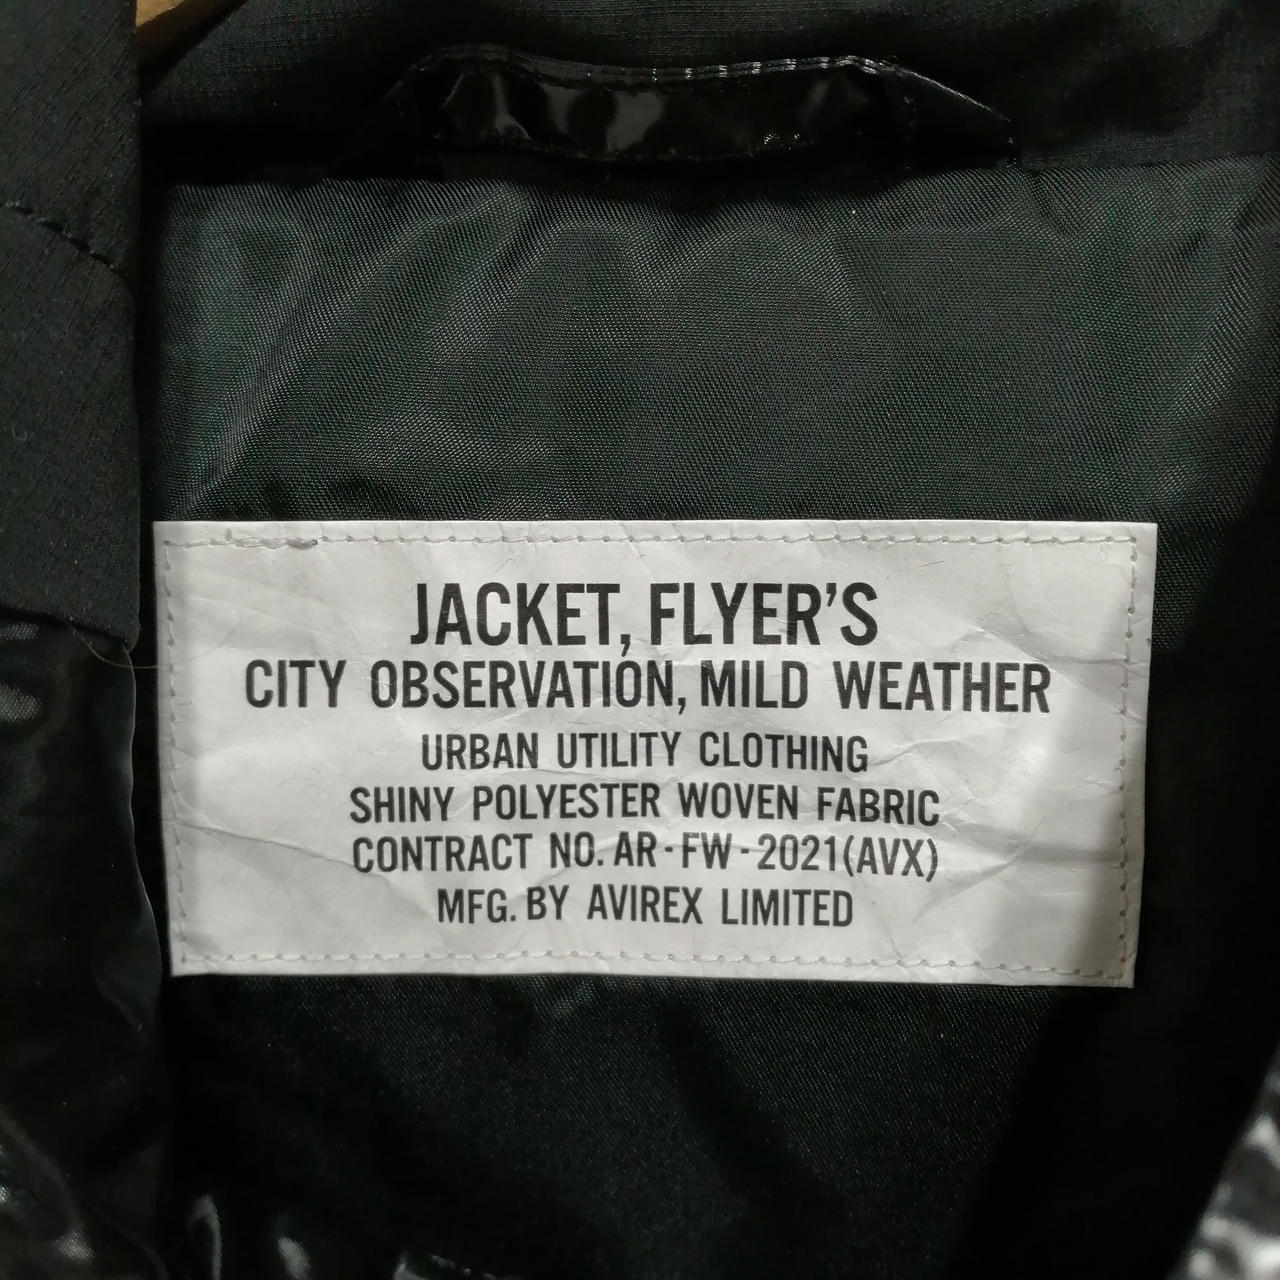 JACKET, FLYER'S
CITY OBSERVATION, MILD WEATHER
URBAN UTILITY CLOTHING
SHINY POLYESTER WOVEN FABRIC
CONTRACT NO. AR-FW-2021(AVX)
MFG. BY AVIREX LIMITED